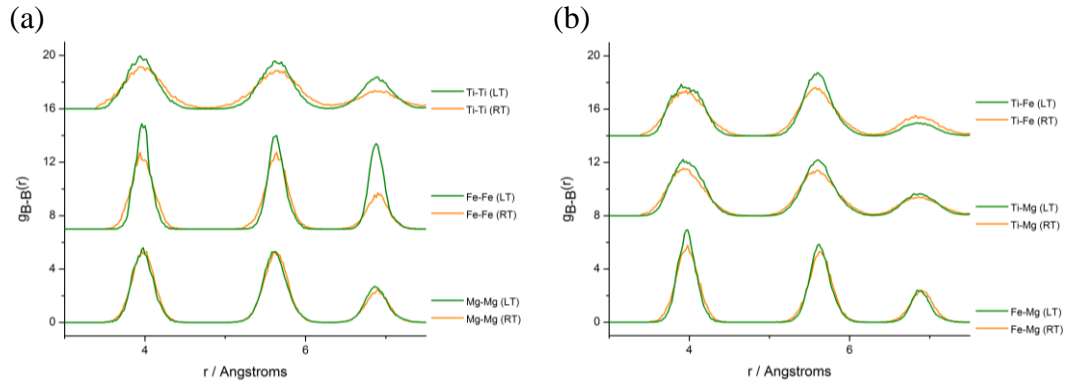 (a)
20
16
12
8
4
0
g_B-B(r)
4
6
r / Angstroms
Ti-Ti (LT)
Ti-Ti (RT)
Fe-Fe (LT)
Fe-Fe (RT)
Mg-Mg (LT)
Mg-Mg (RT)
(b)
20
16
12
8
4
0
g_B-B(r)
4
6
r / Angstroms
Ti-Fe (LT)
Ti-Fe (RT)
Ti-Mg (LT)
Ti-Mg (RT)
Fe-Mg (LT)
Fe-Mg (RT)